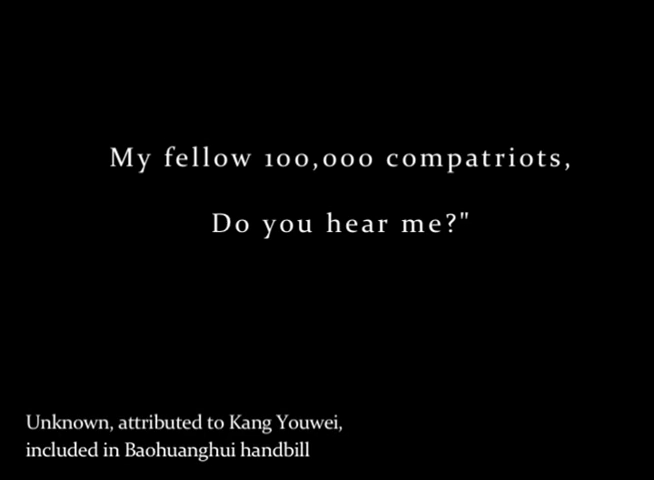 My fellow 100,000 compatriots,
Do you hear me?"
Unknown, attributed to Kang Youwei,
included in Baohuanghui handbill